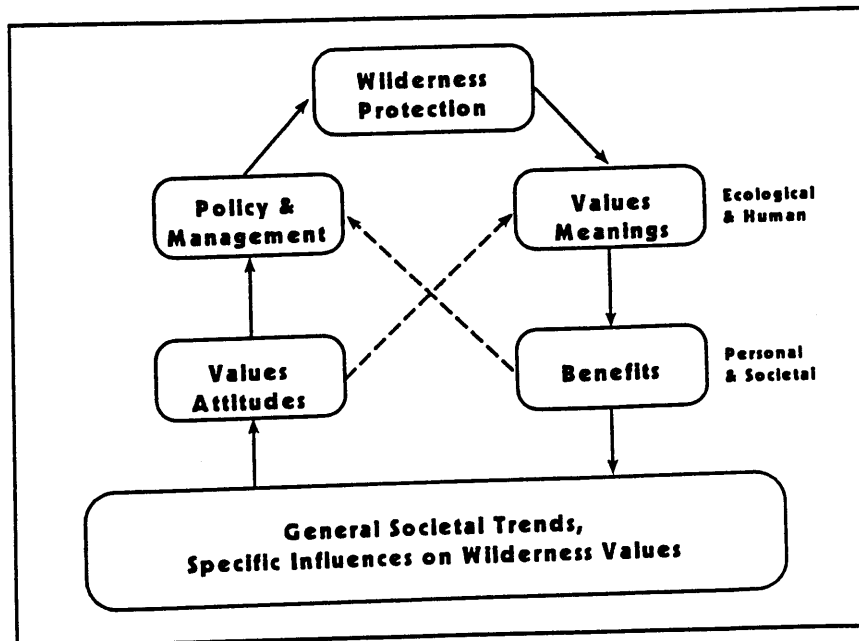 Wilderness
Protection
Policy &
Management
Values
Meanings
Ecological
& Human
Values
Attitudes
Benefits
Personal
& Societal
General Societal Trends,
Specific Influences on Wilderness Values